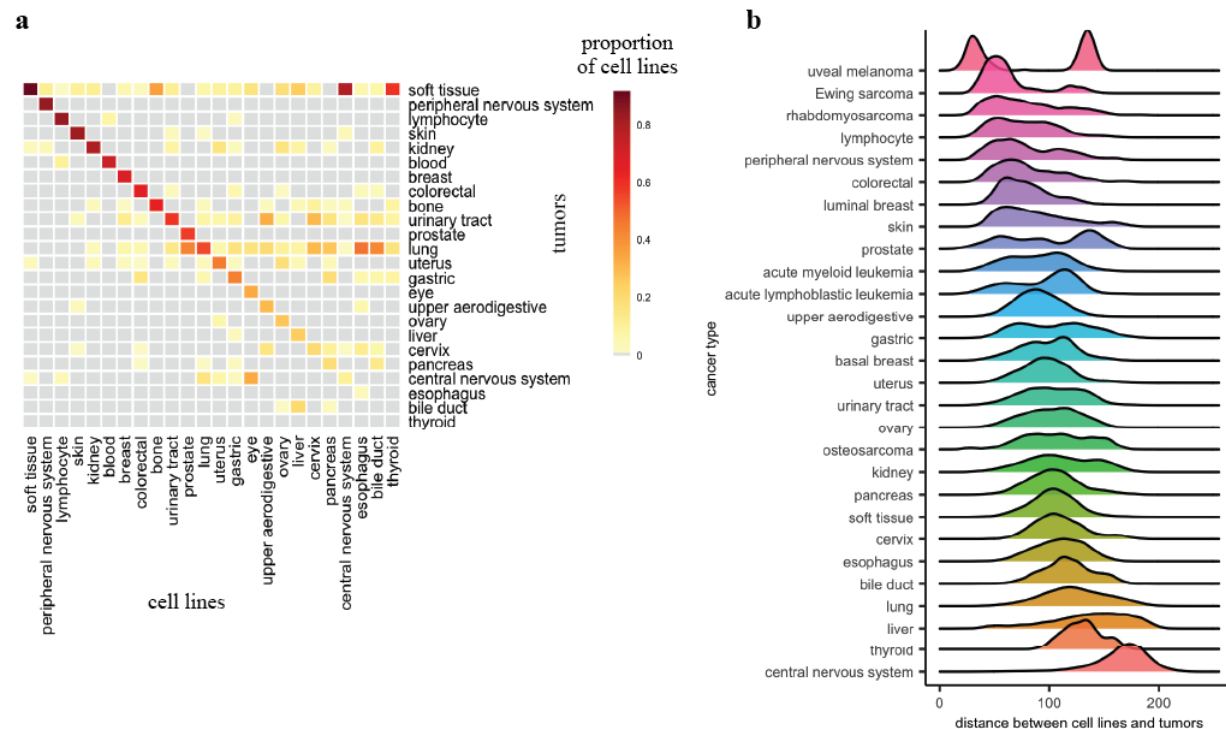 a
proportion
of cell lines
soft tissue
peripheral nervous system
lymphocyte
skin
kidney
blood
breast
colorectal
bone
urinary tract
prostate
lung
uterus
gastric
eye
upper aerodigestive
ovary
liver
cervix
pancreas
central nervous system
esophagus
bile duct
thyroid
tumors
0.8
0.6
0.4
0.2
0
soft tissue
peripheral nervous system
lymphocyte
skin
kidney
blood
breast
colorectal
bone
urinary tract
prostate
lung
uterus
gastric
eye
upper aerodigestive
ovary
liver
cervix
pancreas
central nervous system
esophagus
bile duct
thyroid
cell lines
b
cancer type
uveal melanoma
Ewing sarcoma
rhabdomyosarcoma
lymphocyte
peripheral nervous system
colorectal
luminal breast
skin
prostate
acute myeloid leukemia
acute lymphoblastic leukemia
upper aerodigestive
gastric
basal breast
uterus
urinary tract
ovary
osteosarcoma
kidney
pancreas
soft tissue
cervix
esophagus
bile duct
lung
liver
thyroid
central nervous system
0
100
200
distance between cell lines and tumors